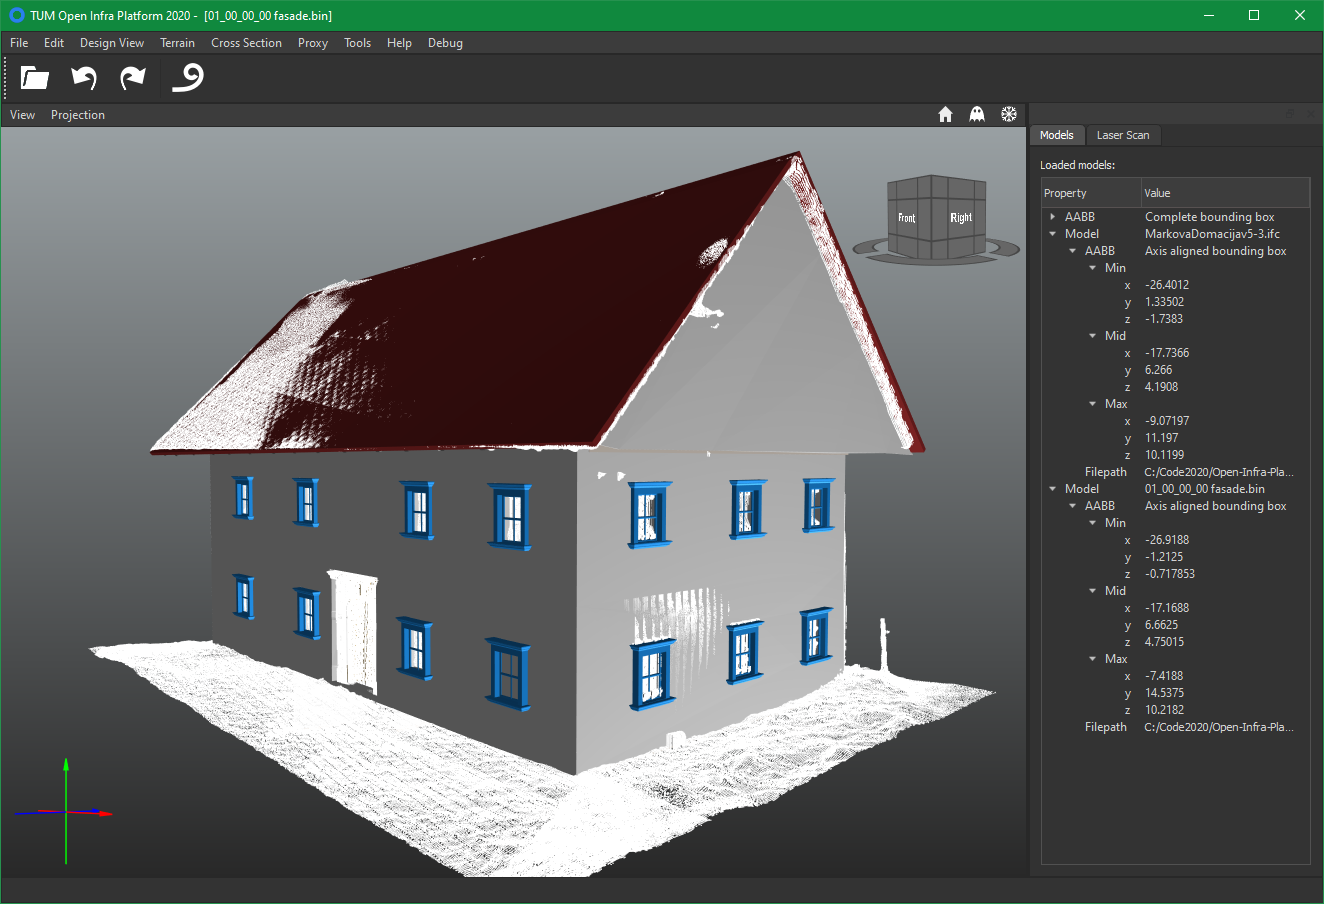 TUM Open Infra Platform 2020 - [01_00_00_00 fasade.bin]
File Edit Design View Terrain Cross Section Proxy Tools Help Debug
View Projection
Front Right
Models Laser Scan
Loaded models:
Property Value
AABB Complete bounding box
Model MarkovaDomacijav5-3.ifc
AABB Axis aligned bounding box
Min
x -26.4012
y 1.33502
z -1.7383
Mid
x -17.7366
y 6.266
z 4.1908
Max
x -9.07197
y 11.197
z 10.1199
Filepath C:/Code2020/Open-Infra-Pla...
Model 01_00_00_00 fasade.bin
AABB Axis aligned bounding box
Min
x -26.9188
y -1.2125
z -0.717853
Mid
x -17.1688
y 6.6625
z 4.75015
Max
x -7.4188
y 14.5375
z 10.2182
Filepath C:/Code2020/Open-Infra-Pla...